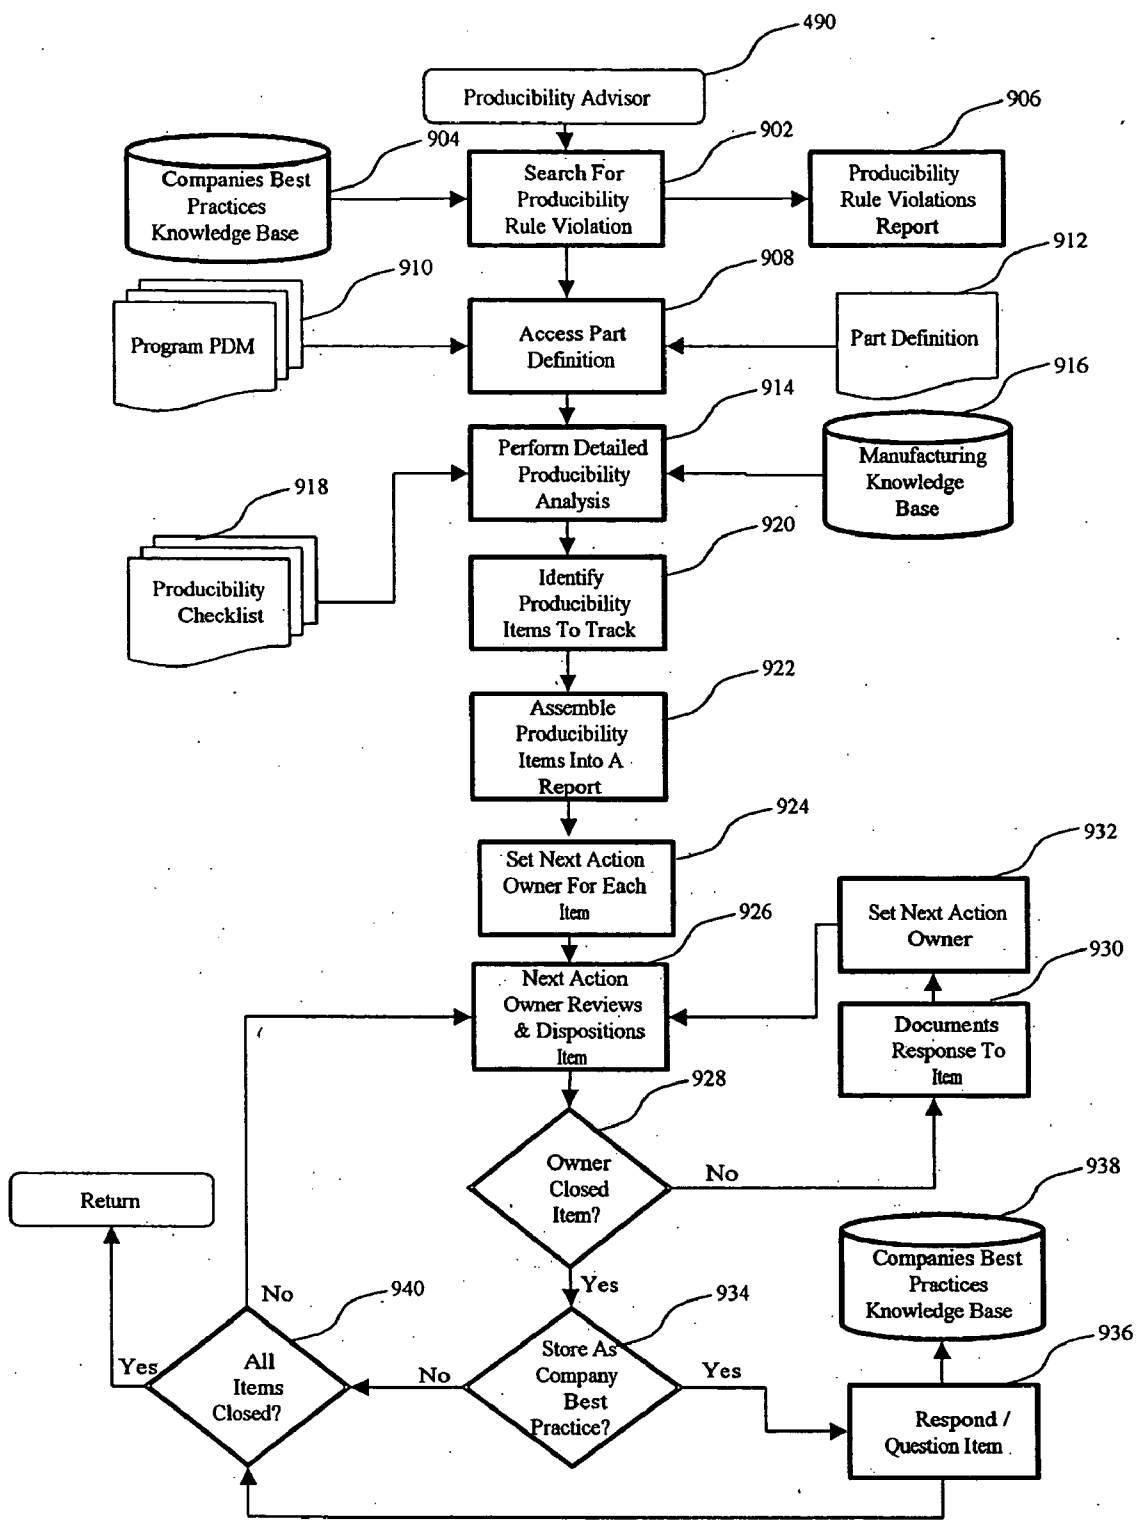 490
Producibility Advisor
904
902
906
Companies Best
Practices
Knowledge Base
Search For
Producibility
Rule Violation
Producibility
Rule Violations
Report
910
908
912
Program PDM
Access Part
Definition
Part Definition
914
916
Perform Detailed
Producibility
Analysis
Manufacturing
Knowledge
Base
918
920
Producibility
Checklist
Identify
Producibility
Items To Track
922
Assemble
Producibility
Items Into A
Report
924
932
Set Next Action
Owner For Each
Item
Set Next Action
Owner
926
930
Next Action
Owner Reviews
& Dispositions
Item
Documents
Response To
Item
928
Owner
Closed
Item?
No
938
Return
Companies Best
Practices
Knowledge Base
Yes
No
940
934
936
All
Items
Closed?
Yes
No
Store As
Company
Best
Practice?
Yes
Respond /
Question Item